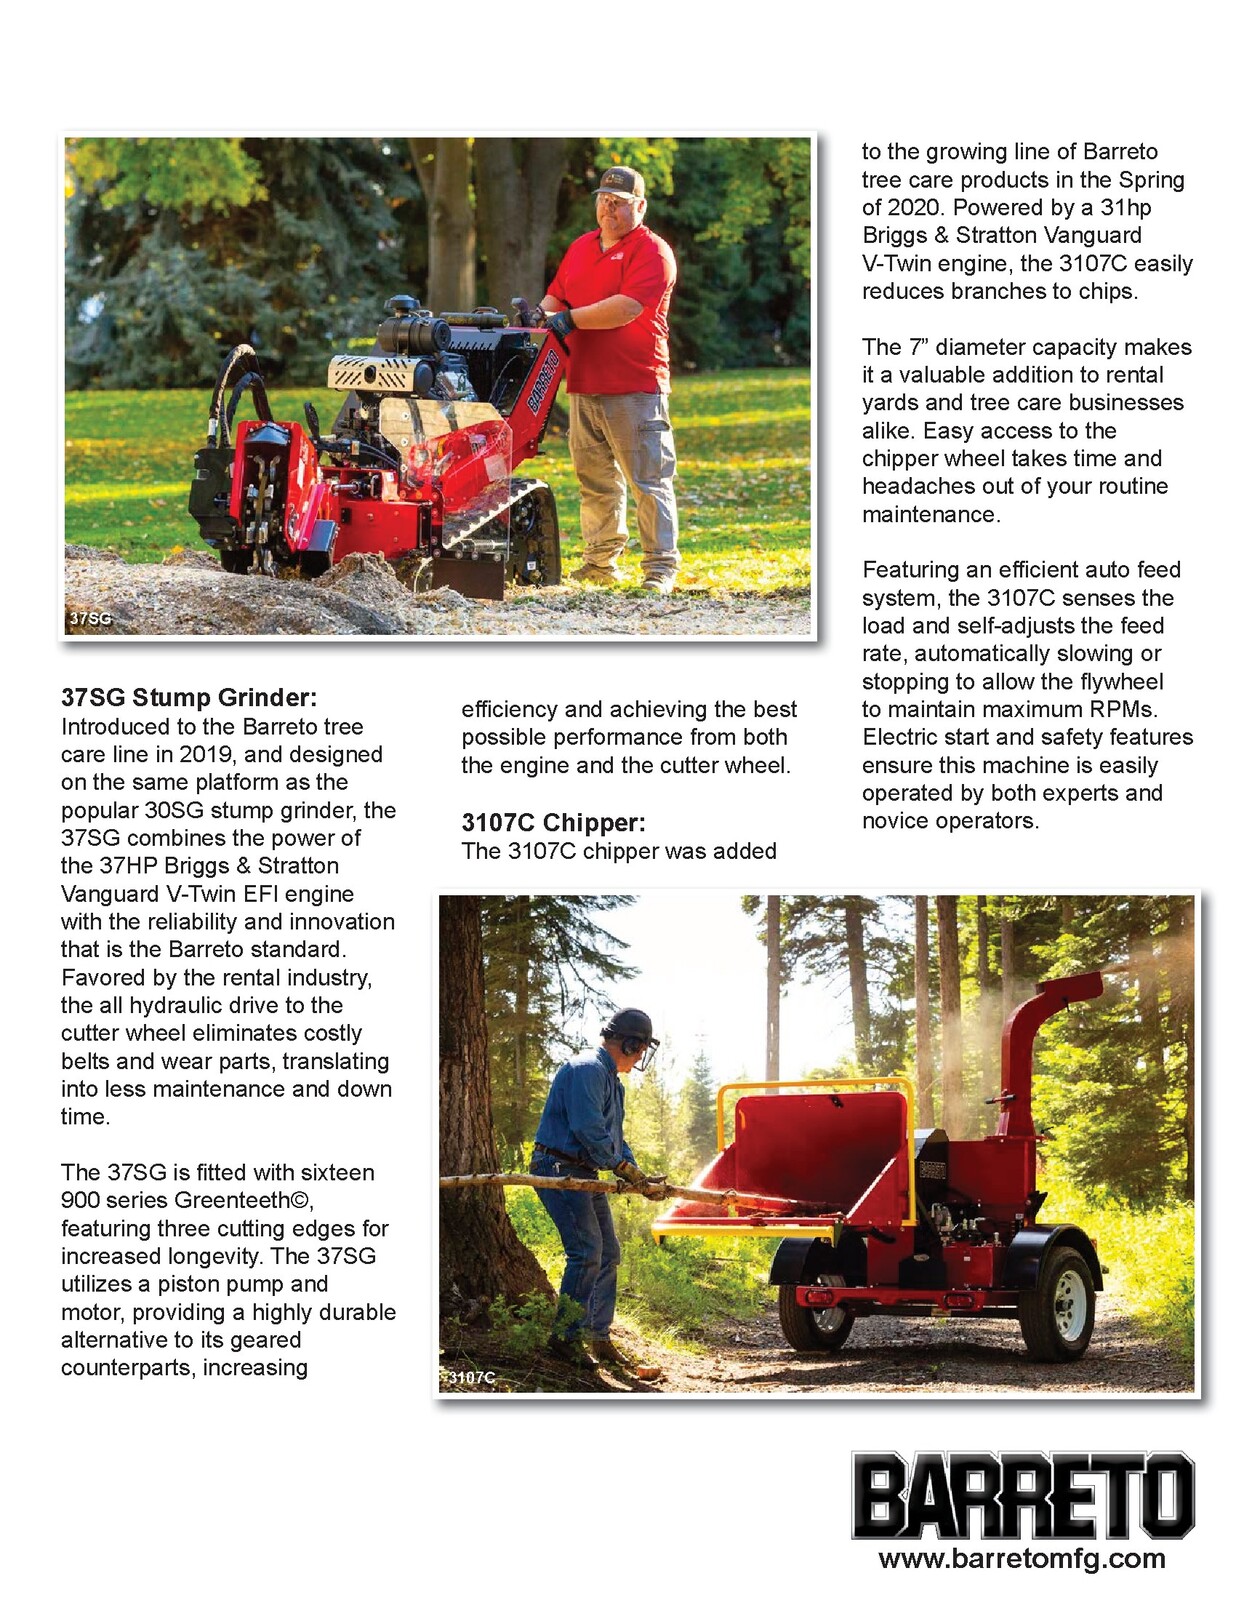 BARRETO
37SG
37SG Stump Grinder:
Introduced to the Barreto tree
care line in 2019, and designed
on the same platform as the
popular 30SG stump grinder, the
37SG combines the power of
the 37HP Briggs & Stratton
Vanguard V-Twin EFI engine
with the reliability and innovation
that is the Barreto standard.
Favored by the rental industry,
the all hydraulic drive to the
cutter wheel eliminates costly
belts and wear parts, translating
into less maintenance and down
time.
The 37SG is fitted with sixteen
900 series Greenteeth©,
featuring three cutting edges for
increased longevity. The 37SG
utilizes a piston pump and
motor, providing a highly durable
alternative to its geared
counterparts, increasing
efficiency and achieving the best
possible performance from both
the engine and the cutter wheel.
3107C Chipper:
The 3107C chipper was added
to the growing line of Barreto
tree care products in the Spring
of 2020. Powered by a 31hp
Briggs & Stratton Vanguard
V-Twin engine, the 3107C easily
reduces branches to chips.
The 7” diameter capacity makes
it a valuable addition to rental
yards and tree care businesses
alike. Easy access to the
chipper wheel takes time and
headaches out of your routine
maintenance.
Featuring an efficient auto feed
system, the 3107C senses the
load and self-adjusts the feed
rate, automatically slowing or
stopping to allow the flywheel
to maintain maximum RPMs.
Electric start and safety features
ensure this machine is easily
operated by both experts and
novice operators.
BARRETO
3107C
BARRETO
www.barretomfg.com